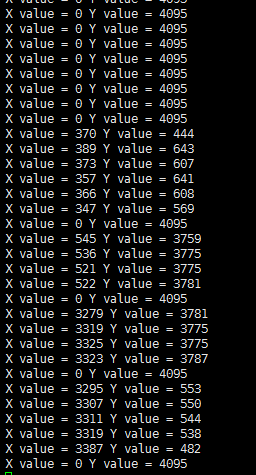 X value = 0 Y value = 4095
X value = 0 Y value = 4095
X value = 0 Y value = 4095
X value = 0 Y value = 4095
X value = 0 Y value = 4095
X value = 0 Y value = 4095
X value = 0 Y value = 4095
X value = 0 Y value = 4095
X value = 0 Y value = 4095
X value = 370 Y value = 444
X value = 389 Y value = 643
X value = 373 Y value = 607
X value = 357 Y value = 641
X value = 366 Y value = 608
X value = 347 Y value = 569
X value = 0 Y value = 4095
X value = 545 Y value = 3759
X value = 536 Y value = 3775
X value = 521 Y value = 3775
X value = 522 Y value = 3781
X value = 0 Y value = 4095
X value = 3279 Y value = 3781
X value = 3319 Y value = 3775
X value = 3325 Y value = 3775
X value = 3323 Y value = 3787
X value = 0 Y value = 4095
X value = 3295 Y value = 553
X value = 3307 Y value = 550
X value = 3311 Y value = 544
X value = 3319 Y value = 538
X value = 3387 Y value = 482
X value = 0 Y value = 4095